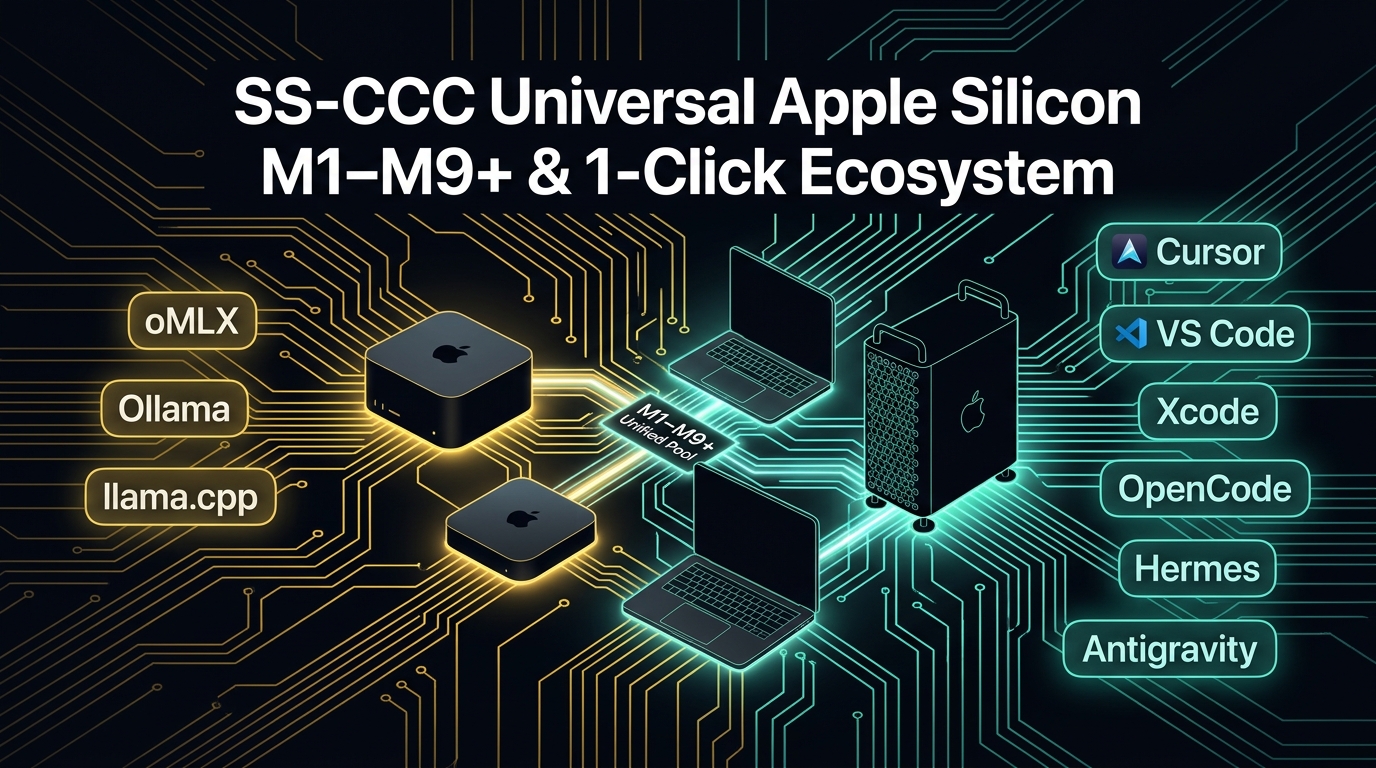 SS-CCC Universal Apple Silicon
M1–M9+ & 1-Click Ecosystem
oMLX
Ollama
llama.cpp
M1–M9+
Unified Pool
Cursor
VS Code
Xcode
OpenCode
Hermes
Antigravity